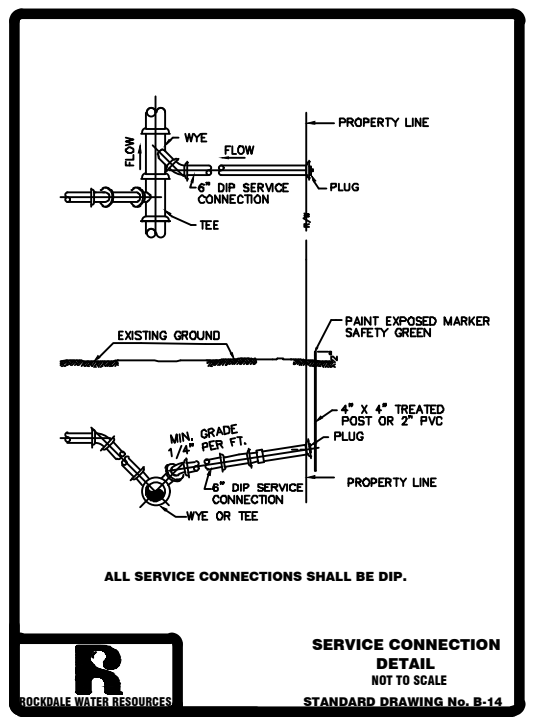 PROPERTY LINE
WYE
FLOW
FLOW
6" DIP SERVICE
CONNECTION
PLUG
TEE
R/W
PAINT EXPOSED MARKER
SAFETY GREEN
EXISTING GROUND
2'
4" X 4" TREATED
POST OR 2" PVC
MIN. GRADE
1/4" PER FT.
PLUG
6" DIP SERVICE
CONNECTION
PROPERTY LINE
WYE OR TEE
ALL SERVICE CONNECTIONS SHALL BE DIP.
SERVICE CONNECTION
DETAIL
NOT TO SCALE
R
ROCKDALE WATER RESOURCES
STANDARD DRAWING No. B-14